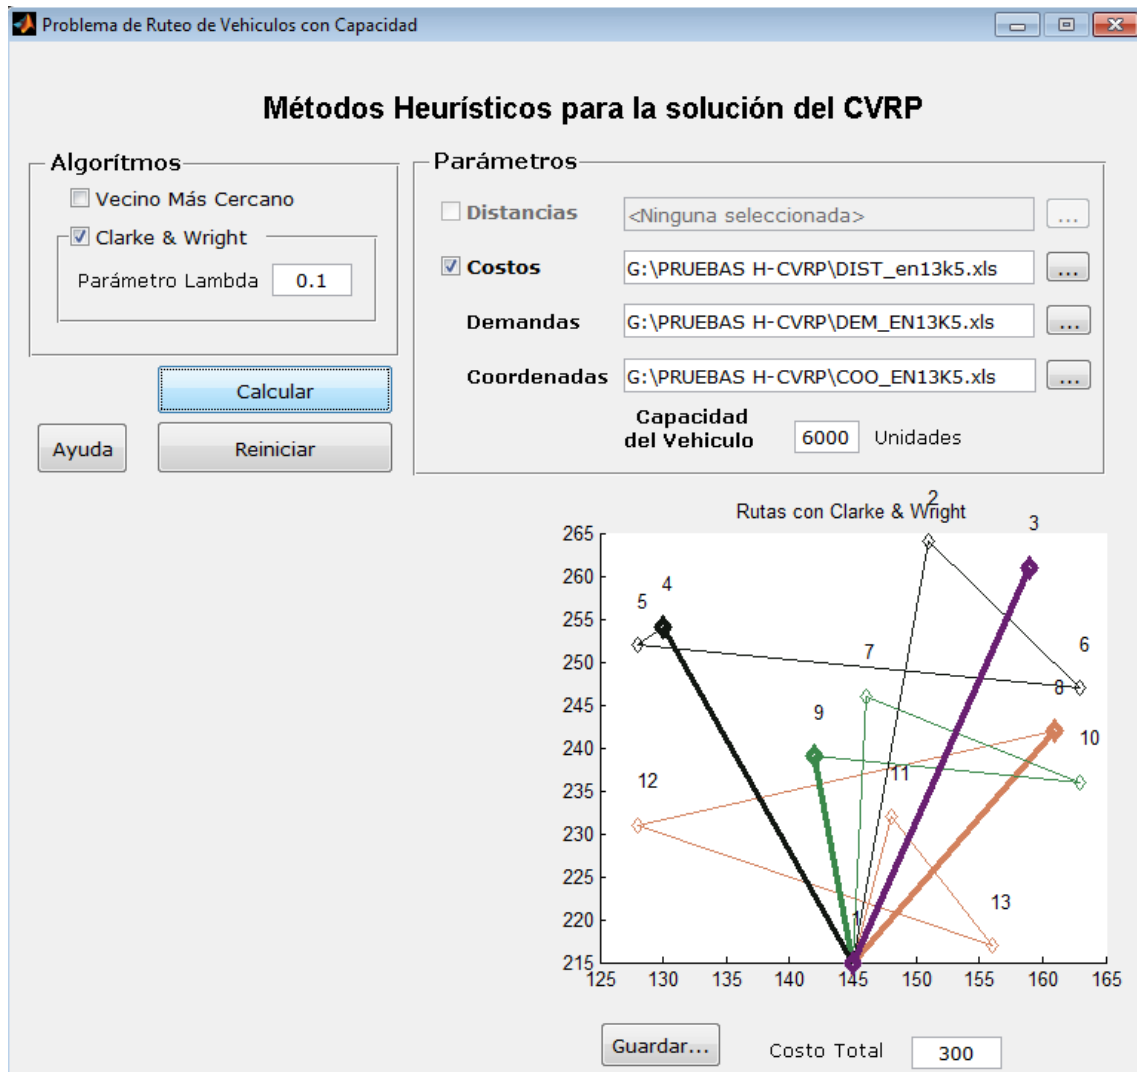 Problema de Ruteo de Vehiculos con Capacidad
Métodos Heurísticos para la solución del CVRP
Algorítmos
Vecino Más Cercano
Clarke & Wright
Parámetro Lambda 0.1
Calcular
Ayuda
Reiniciar
Parámetros
Distancias <Ninguna seleccionada> ...
Costos G:\PRUEBAS H-CVRP\DIST_en13k5.xls ...
Demandas G:\PRUEBAS H-CVRP\DEM_EN13K5.xls ...
Coordenadas G:\PRUEBAS H-CVRP\COO_EN13K5.xls ...
Capacidad
del Vehiculo 6000 Unidades
Rutas con Clarke & Wright
2
3
265
260
4
5
255
7
6
250
8
9
245
10
240
12
11
235
230
225
13
220
1
215
125 130 135 140 145 150 155 160 165
Guardar...
Costo Total 300